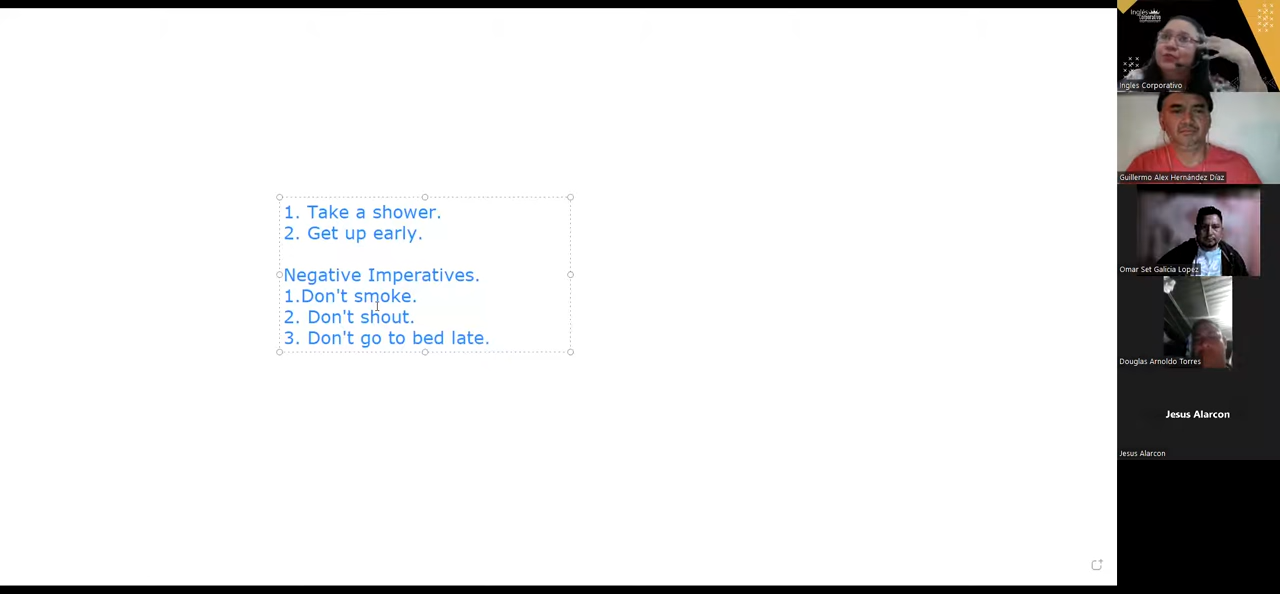 1. Take a shower.
2. Get up early.
Negative Imperatives.
1.Don't smoke.
2. Don't shout.
3. Don't go to bed late.
Inglés
Corporativo
Ingles Corporativo
Guillermo Alex Hernández Díaz
Omar Set Galicia Lopez
Douglas Arnoldo Torres
Jesus Alarcon
Jesus Alarcon